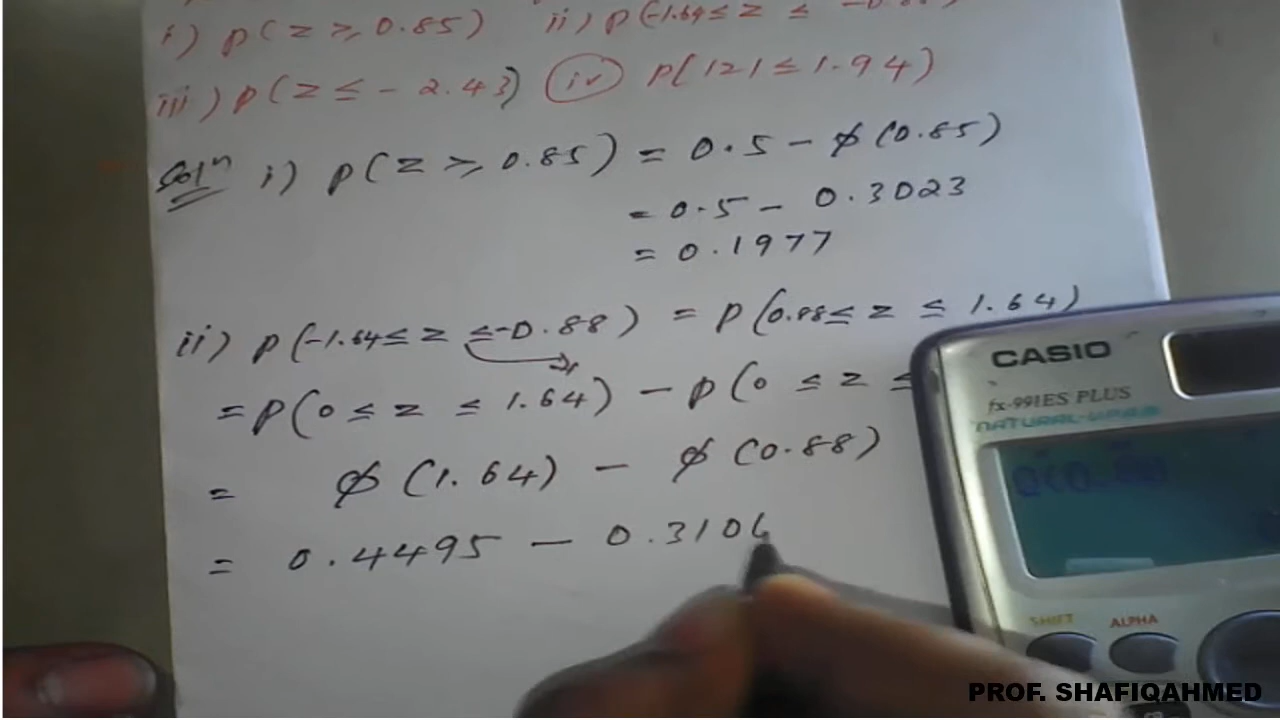 i) P(Z ≥ 0.85) ii) P(-1.64 ≤ Z ≤ -0.88)
iii) P(Z ≤ - 2.43) iv) P(|Z| ≤ 1.94)
Solⁿ i) P(Z ≥ 0.85) = 0.5 - φ(0.85)
= 0.5 - 0.3023
= 0.1977
ii) P(-1.64 ≤ Z ≤ -0.88) = P(0.88 ≤ Z ≤ 1.64)
= P(0 ≤ Z ≤ 1.64) - P(0 ≤ Z ≤
= φ(1.64) - φ(0.88)
= 0.4495 - 0.3106
CASIO
fx-991ES PLUS
NATURAL-V.P.A.M.
SHIFT ALPHA
PROF. SHAFIQAHMED